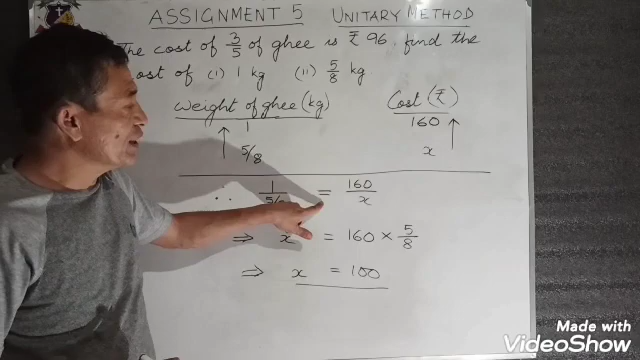 ASSIGNMENT 5 UNITARY METHOD
The cost of 3/5 of ghee is ₹ 96, find the
cost of (i) 1 kg (ii) 5/8 kg
Weight of ghee (kg) Cost (₹)
↑ 1 160 ↑
5/8 x
∴ 1/5/ = 160/x
⇒ x = 160 × 5/8
⇒ x = 100
Made with
VideoShow